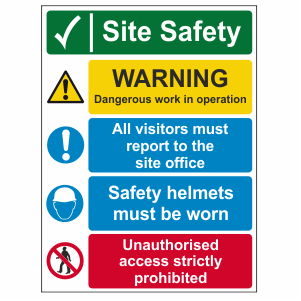 Site Safety
WARNING
Dangerous work in operation
All visitors must
report to the
site office
Safety helmets
must be worn
Unauthorised
access strictly
prohibited